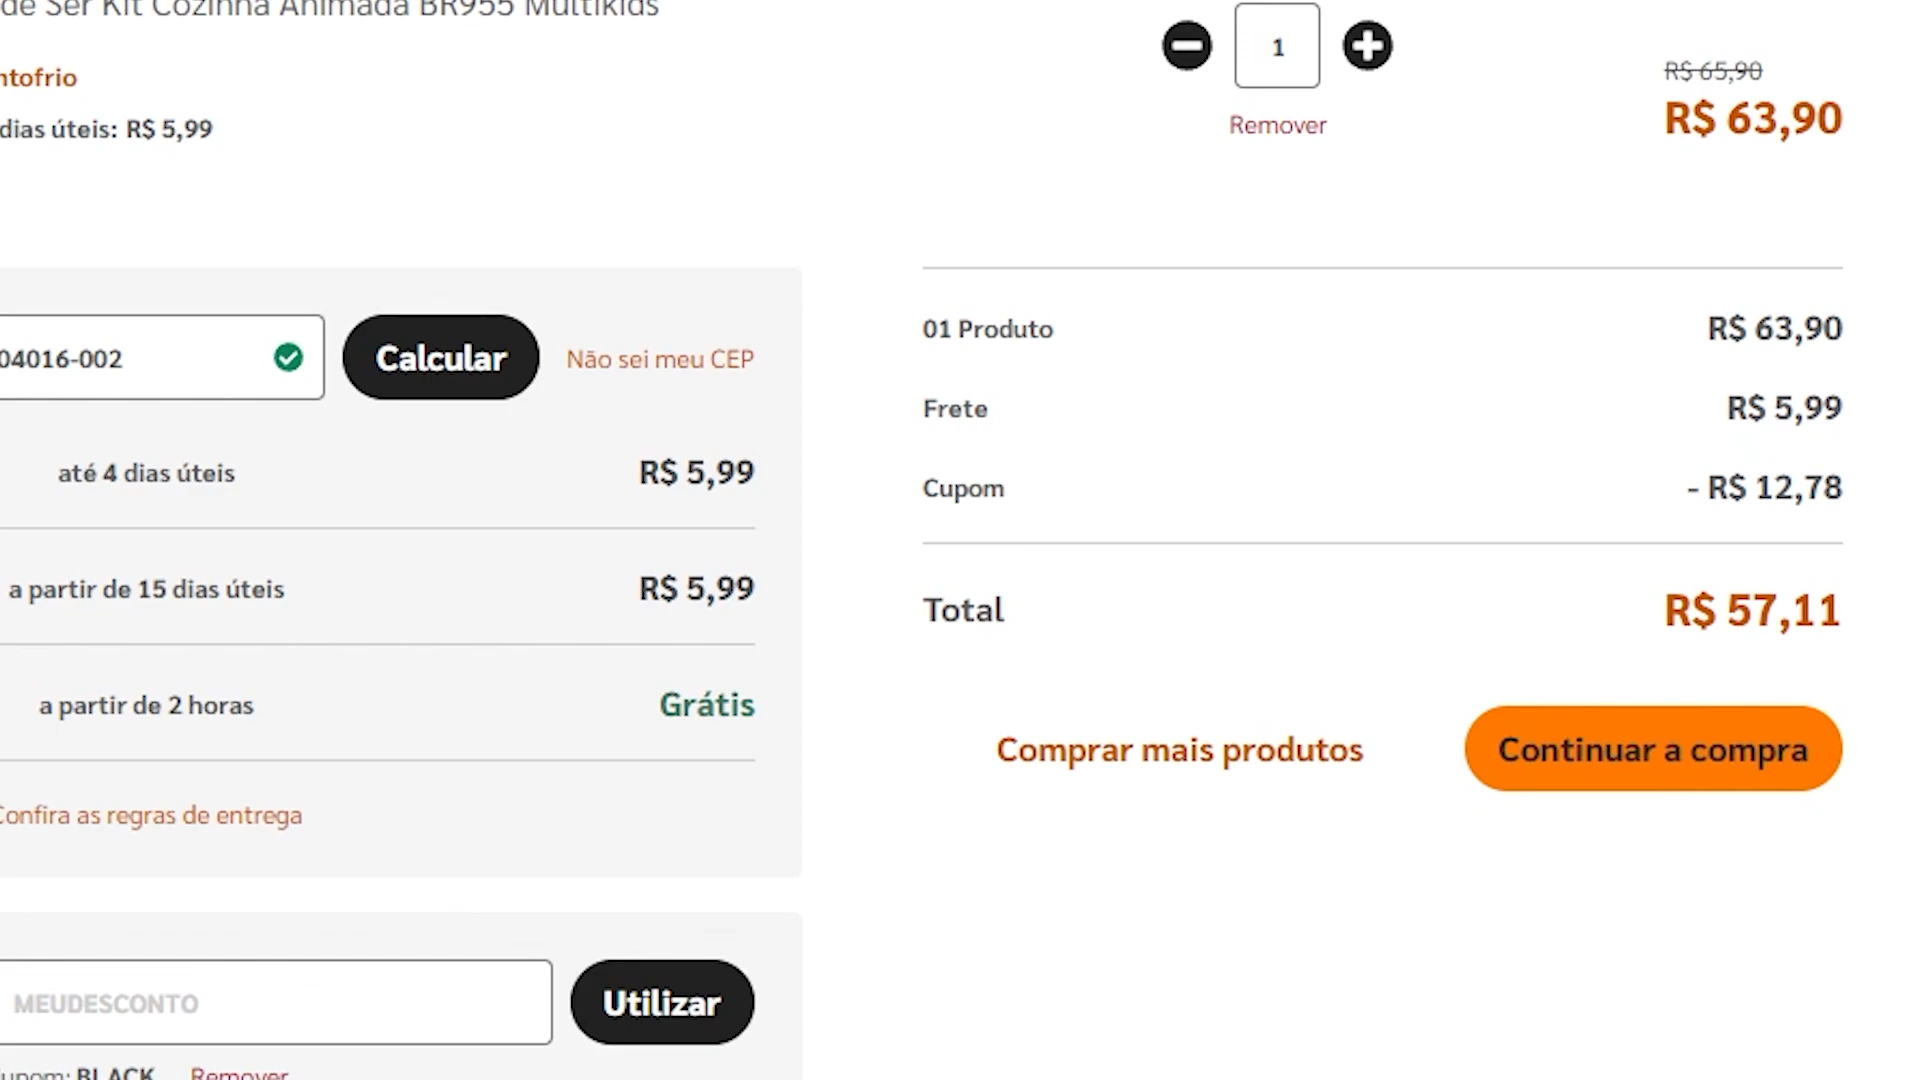 de Ser Kit Cozinha Animada BR955 Multikids
ntofrio
dias úteis: R$ 5,99
1
Remover
R$ 65,90
R$ 63,90
04016-002
Calcular
Não sei meu CEP
até 4 dias úteis
R$ 5,99
a partir de 15 dias úteis
R$ 5,99
a partir de 2 horas
Grátis
Confira as regras de entrega
MEUDESCONTO
Utilizar
upom: BLACK
Remover
01 Produto
R$ 63,90
Frete
R$ 5,99
Cupom
- R$ 12,78
Total
R$ 57,11
Comprar mais produtos
Continuar a compra